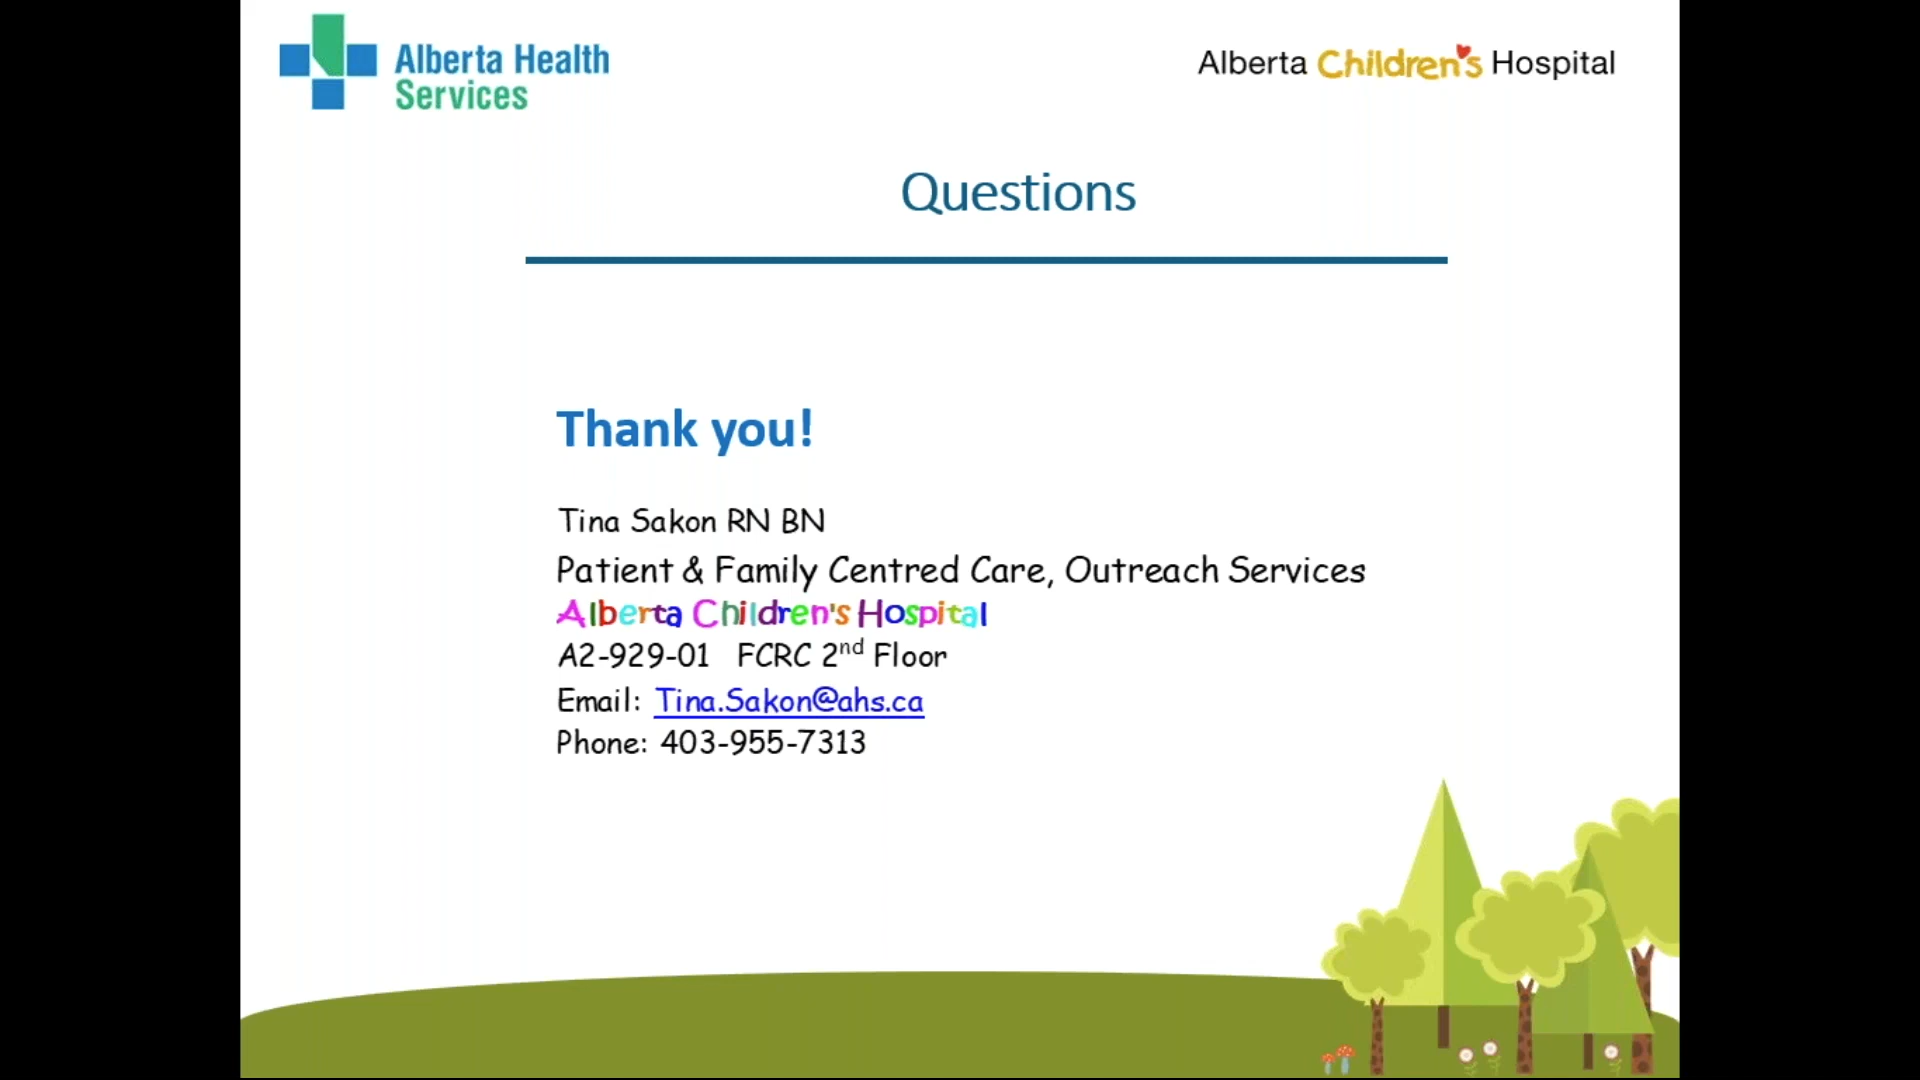 Alberta Health
Services
Alberta Children's Hospital
Questions
Thank you!
Tina Sakon RN BN
Patient & Family Centred Care, Outreach Services
Alberta Children's Hospital
A2-929-01 FCRC 2nd Floor
Email: Tina.Sakon@ahs.ca
Phone: 403-955-7313